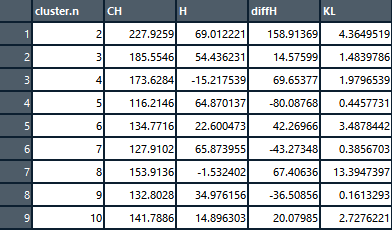 cluster.n CH H diffH KL
1 2 227.9259 69.012221 158.91369 4.3649519
2 3 185.5546 54.436231 14.57599 1.4839786
3 4 173.6284 -15.217539 69.65377 1.9796539
4 5 116.2146 64.870137 -80.08768 0.4457731
5 6 134.7716 22.600473 42.26966 3.4878442
6 7 127.9102 65.873955 -43.27348 0.3856703
7 8 153.9136 -1.532402 67.40636 13.3947397
8 9 132.8028 34.976156 -36.50856 0.1613293
9 10 141.7886 14.896303 20.07985 2.7276221